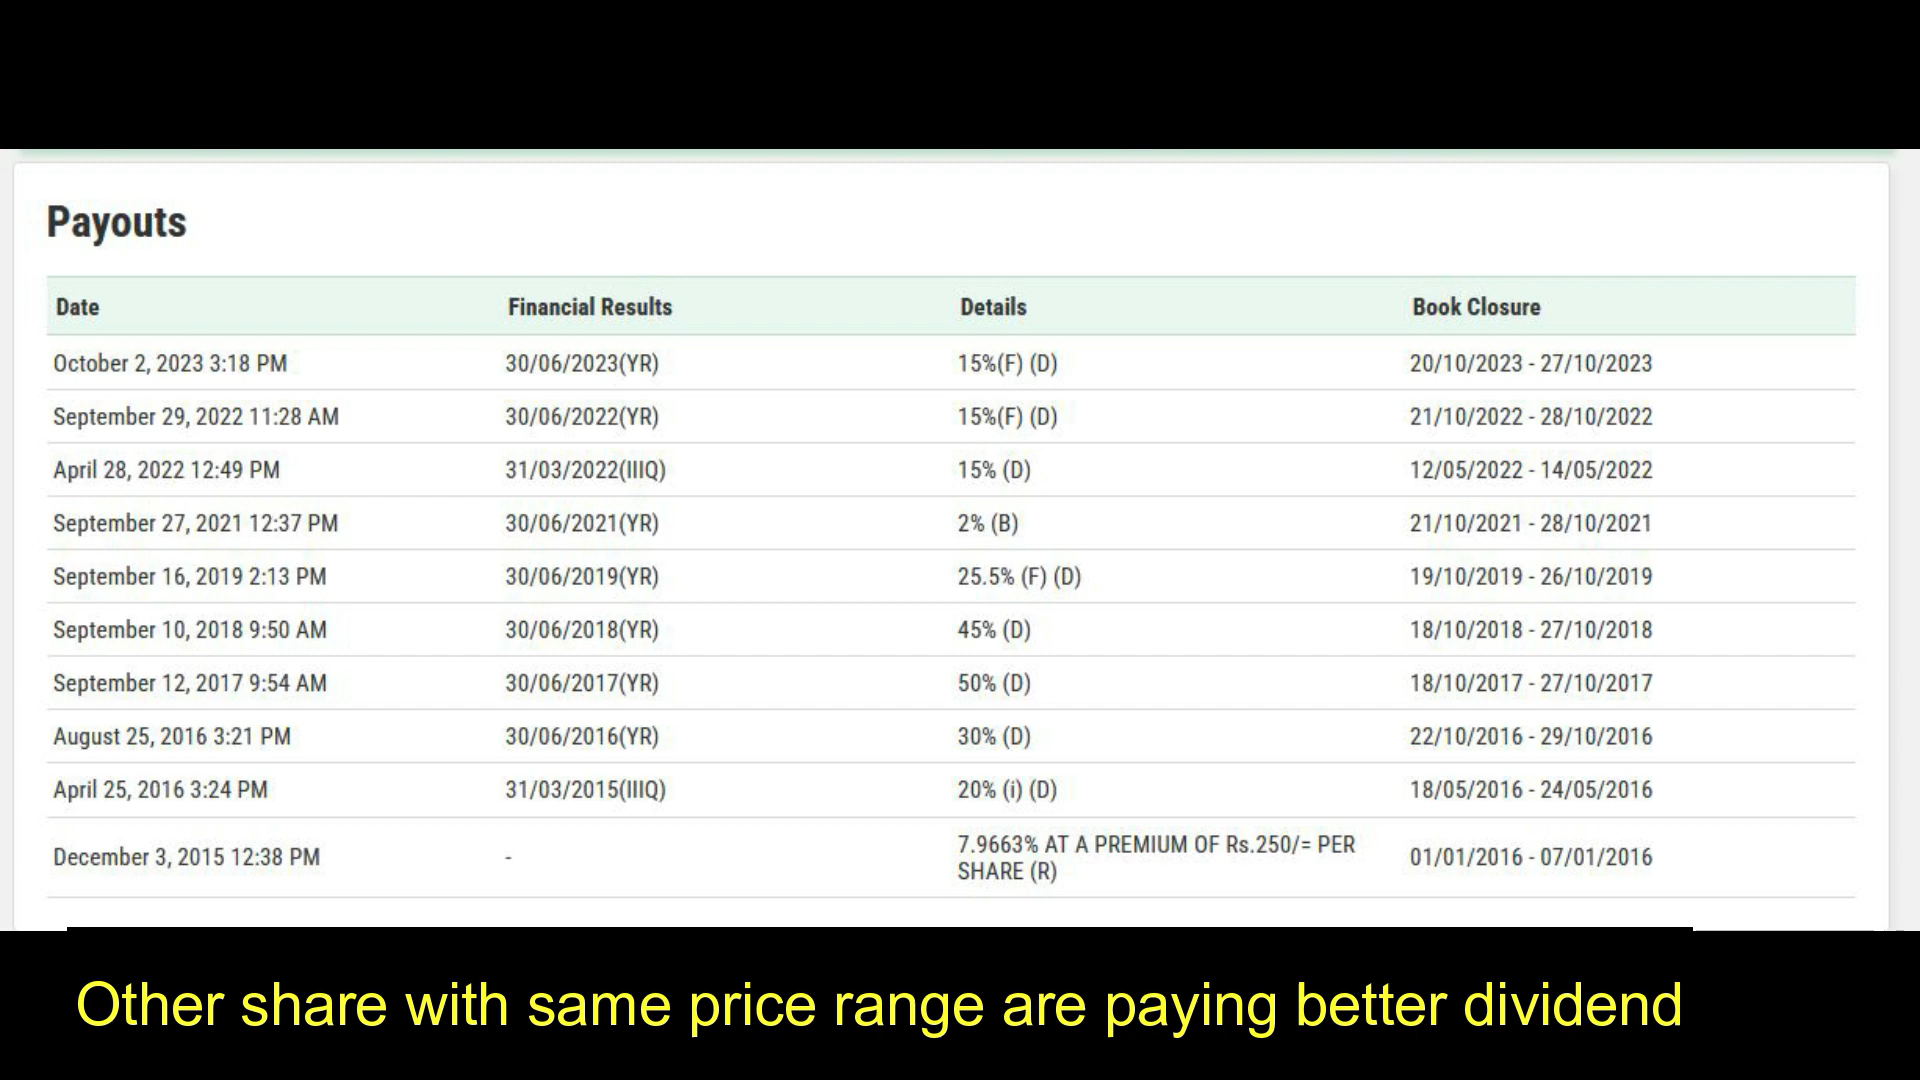 Payouts
Date Financial Results Details Book Closure
October 2, 2023 3:18 PM 30/06/2023(YR) 15%(F) (D) 20/10/2023 - 27/10/2023
September 29, 2022 11:28 AM 30/06/2022(YR) 15%(F) (D) 21/10/2022 - 28/10/2022
April 28, 2022 12:49 PM 31/03/2022(IIIQ) 15% (D) 12/05/2022 - 14/05/2022
September 27, 2021 12:37 PM 30/06/2021(YR) 2% (B) 21/10/2021 - 28/10/2021
September 16, 2019 2:13 PM 30/06/2019(YR) 25.5% (F) (D) 19/10/2019 - 26/10/2019
September 10, 2018 9:50 AM 30/06/2018(YR) 45% (D) 18/10/2018 - 27/10/2018
September 12, 2017 9:54 AM 30/06/2017(YR) 50% (D) 18/10/2017 - 27/10/2017
August 25, 2016 3:21 PM 30/06/2016(YR) 30% (D) 22/10/2016 - 29/10/2016
April 25, 2016 3:24 PM 31/03/2015(IIIQ) 20% (i) (D) 18/05/2016 - 24/05/2016
December 3, 2015 12:38 PM - 7.9663% AT A PREMIUM OF Rs.250/= PER 01/01/2016 - 07/01/2016
SHARE (R)
Other share with same price range are paying better dividend